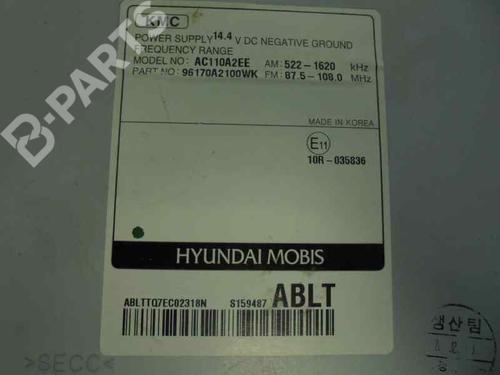 KMC
POWER SUPPLY 14.4 V DC NEGATIVE GROUND
FREQUENCY RANGE
MODEL NO: AC110A2EE AM: 522-1620 kHz
PART NO: 96170A2100WK FM: 87.5-108.0 MHz
MADE IN KOREA
E11
10R-035836
HYUNDAI MOBIS
ABLTTQ7EC02318N S159487 ABLT
생산팀
>SECC<
B-PARTS